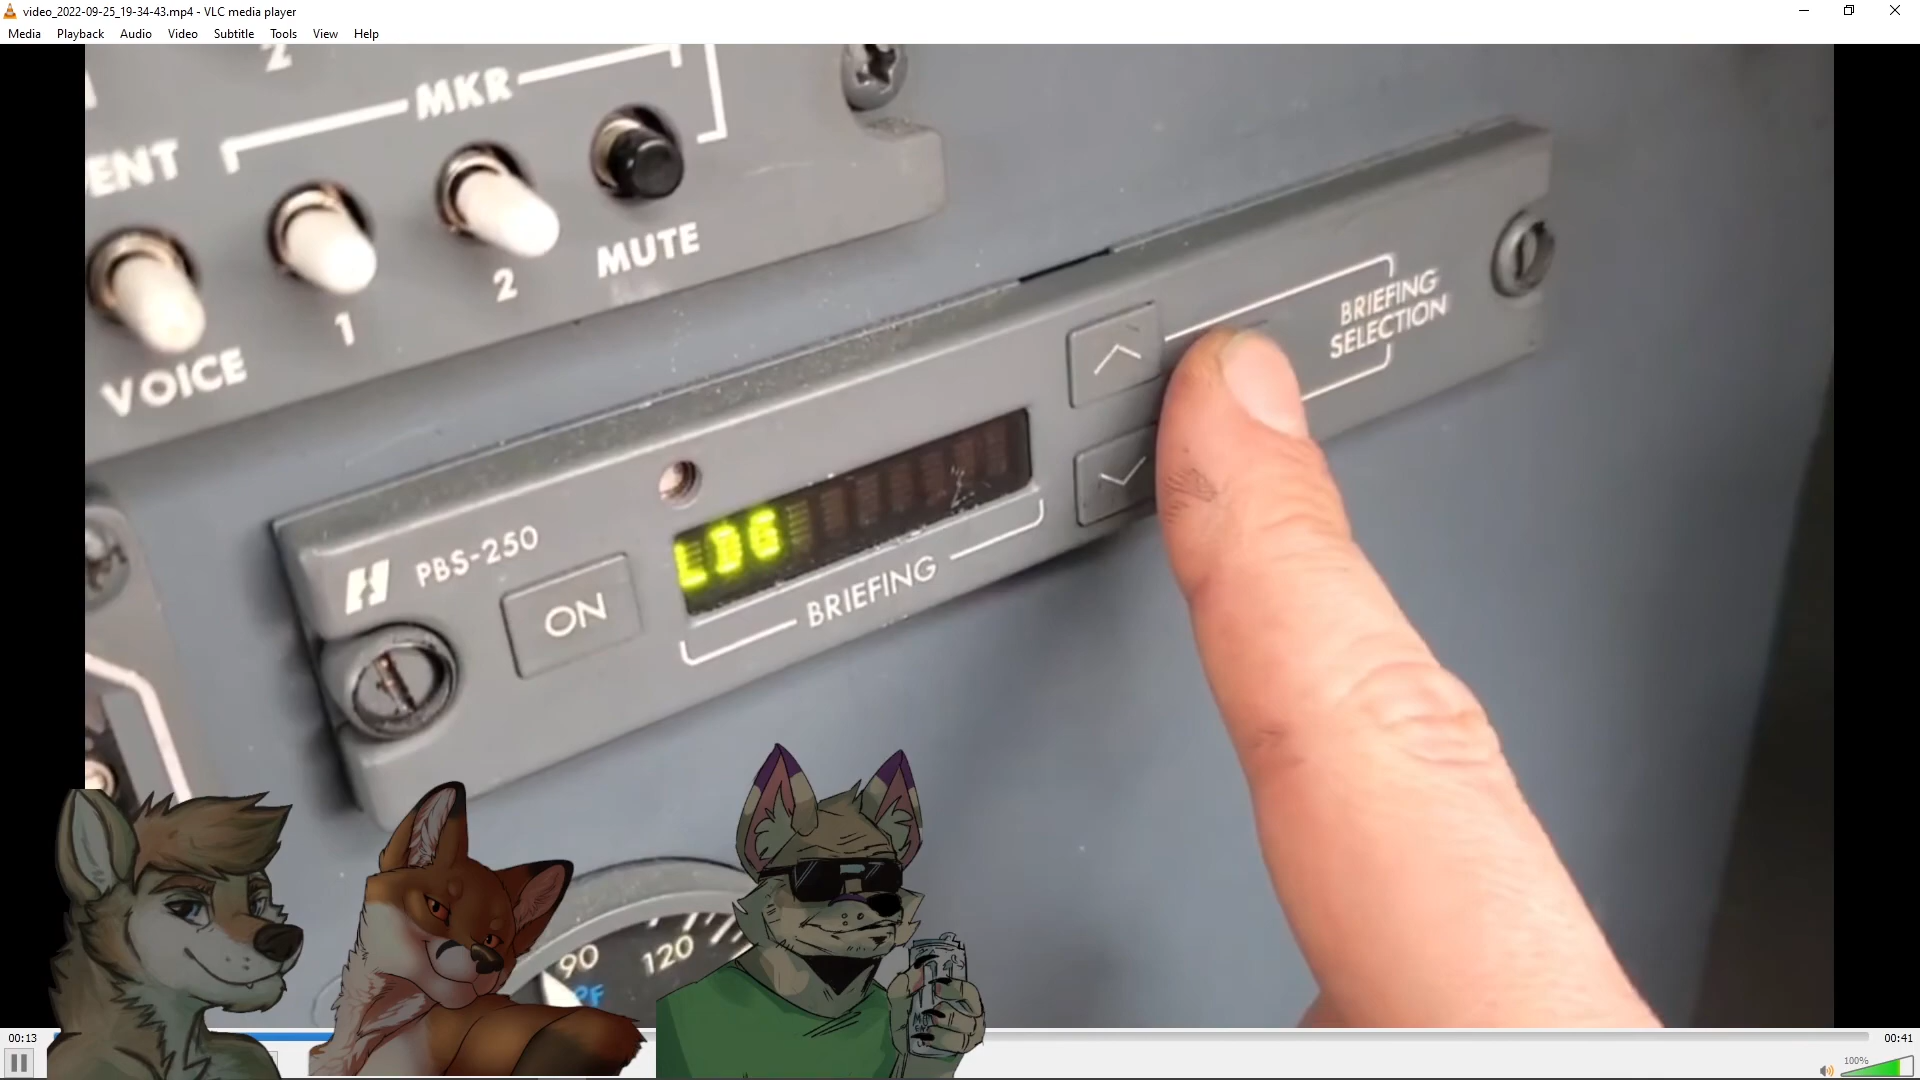 video_2022-09-25_19-34-43.mp4 - VLC media player
Media Playback Audio Video Subtitle Tools View Help
2
MKR
ENT
VOICE
1
2
MUTE
BRIEFING
SELECTION
PBS-250
ON
LDG
BRIEFING
90
120
PF
00:13
00:41
100%